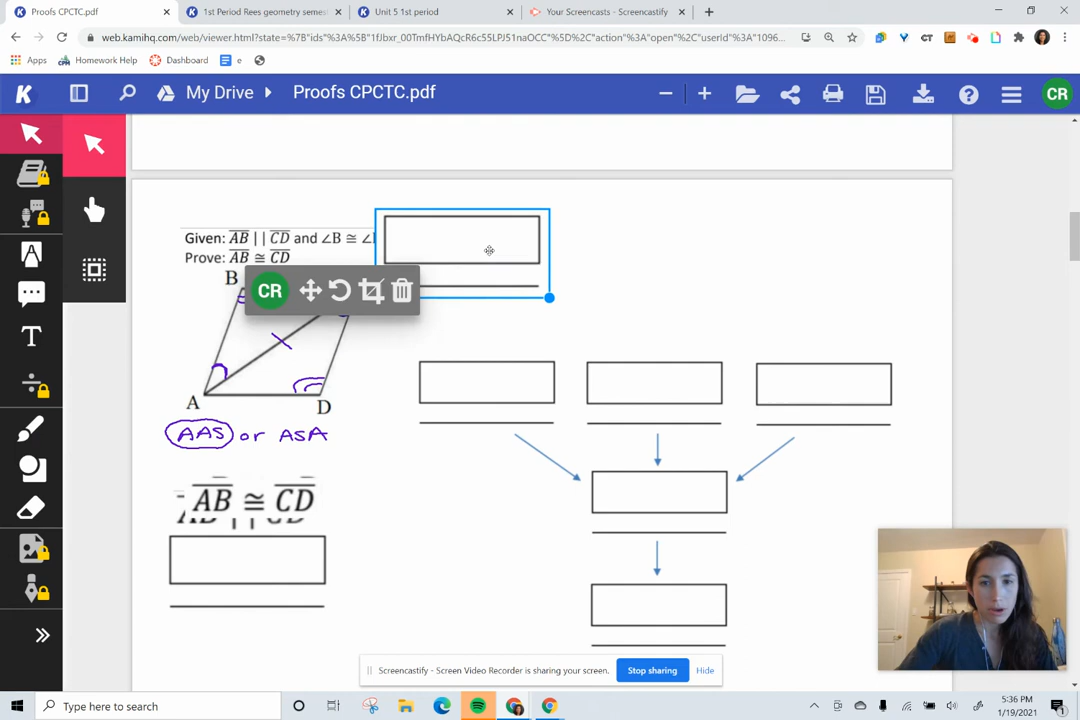 Proofs CPCTC.pdf
1st Period Rees geometry semes
Unit 5 1st period
Your Screencasts - Screencastify
web.kamihq.com/web/viewer.html?state=%7B"ids"%3A%5B"1fJbxr_00TmfHYbAQcR6c55LPJ51naOCC"%5D%2C"action"%3A"open"%2C"userId"%3A"1096...
Apps
CPM Homework Help
Dashboard
e
K
My Drive
Proofs CPCTC.pdf
CR
Given: AB || CD and ∠B ≅ ∠
Prove: AB ≅ CD
B
CR
A
D
AAS or ASA
AB ≅ CD
Screencastify - Screen Video Recorder is sharing your screen.
Stop sharing
Hide
Type here to search
5:36 PM
1/19/2021